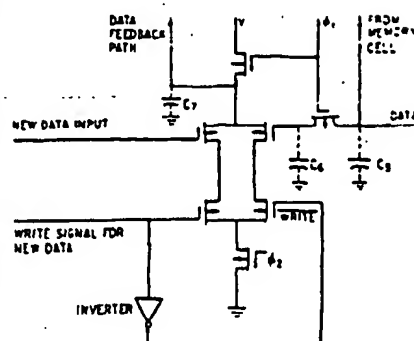 DATA
FEEDBACK
PATH
V
φ₁
FROM
MEMORY
CELL
C7
NEW DATA INPUT
DATA
C6
C5
WRITE SIGNAL FOR
NEW DATA
WRITE
φ₂
INVERTER